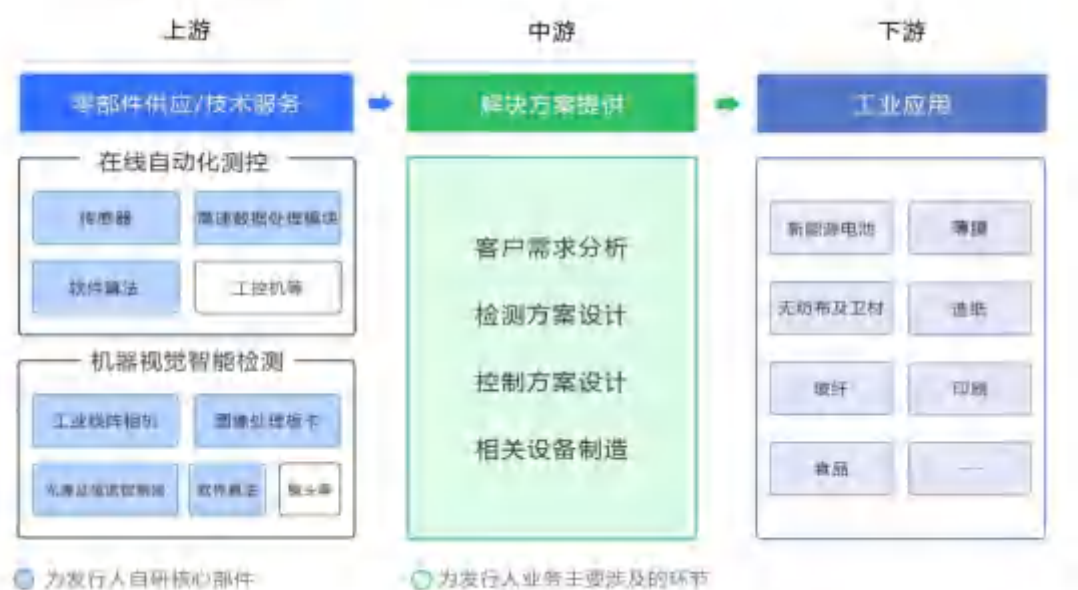 上游
中游
下游
零部件供应/技术服务
解决方案提供
工业应用
在线自动化测控
传感器
高速数据处理模块
软件算法
工控机等
机器视觉智能检测
工业线阵相机
图像处理板卡
软件算法
镜头等
客户需求分析
检测方案设计
控制方案设计
相关设备制造
新能源电池
薄膜
无纺布及卫材
造纸
玻纤
印刷
食品
……
为发行人自研核心部件
为发行人业务主要涉及的环节